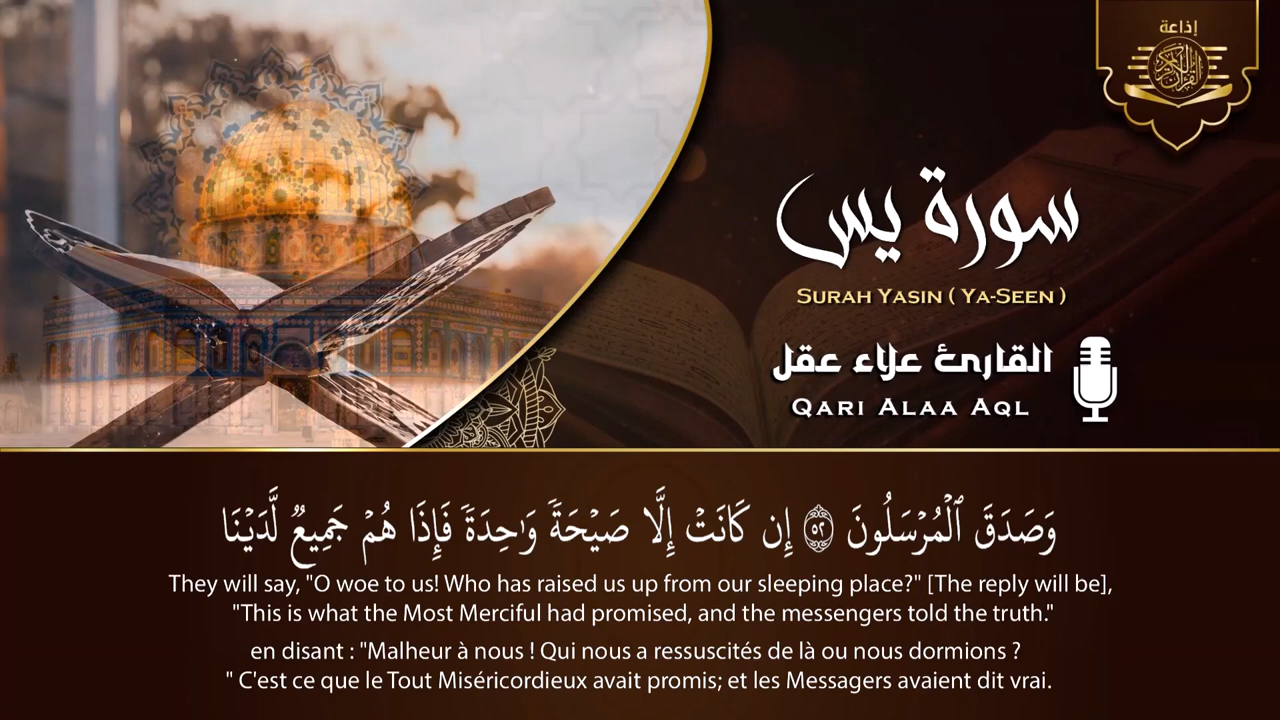 إذاعة
القرآن الكريم
سورة يس
SURAH YASIN ( YA-SEEN )
القارئ علاء عقل
QARI ALAA AQL
وَصَدَقَ ٱلْمُرْسَلُونَ ۝٥٢ إِن كَانَتْ إِلَّا صَيْحَةً وَٰحِدَةً فَإِذَا هُمْ جَمِيعٌ لَّدَيْنَا
They will say, "O woe to us! Who has raised us up from our sleeping place?" [The reply will be],
"This is what the Most Merciful had promised, and the messengers told the truth."
en disant : "Malheur à nous ! Qui nous a ressuscités de là ou nous dormions ?
" C'est ce que le Tout Miséricordieux avait promis; et les Messagers avaient dit vrai.